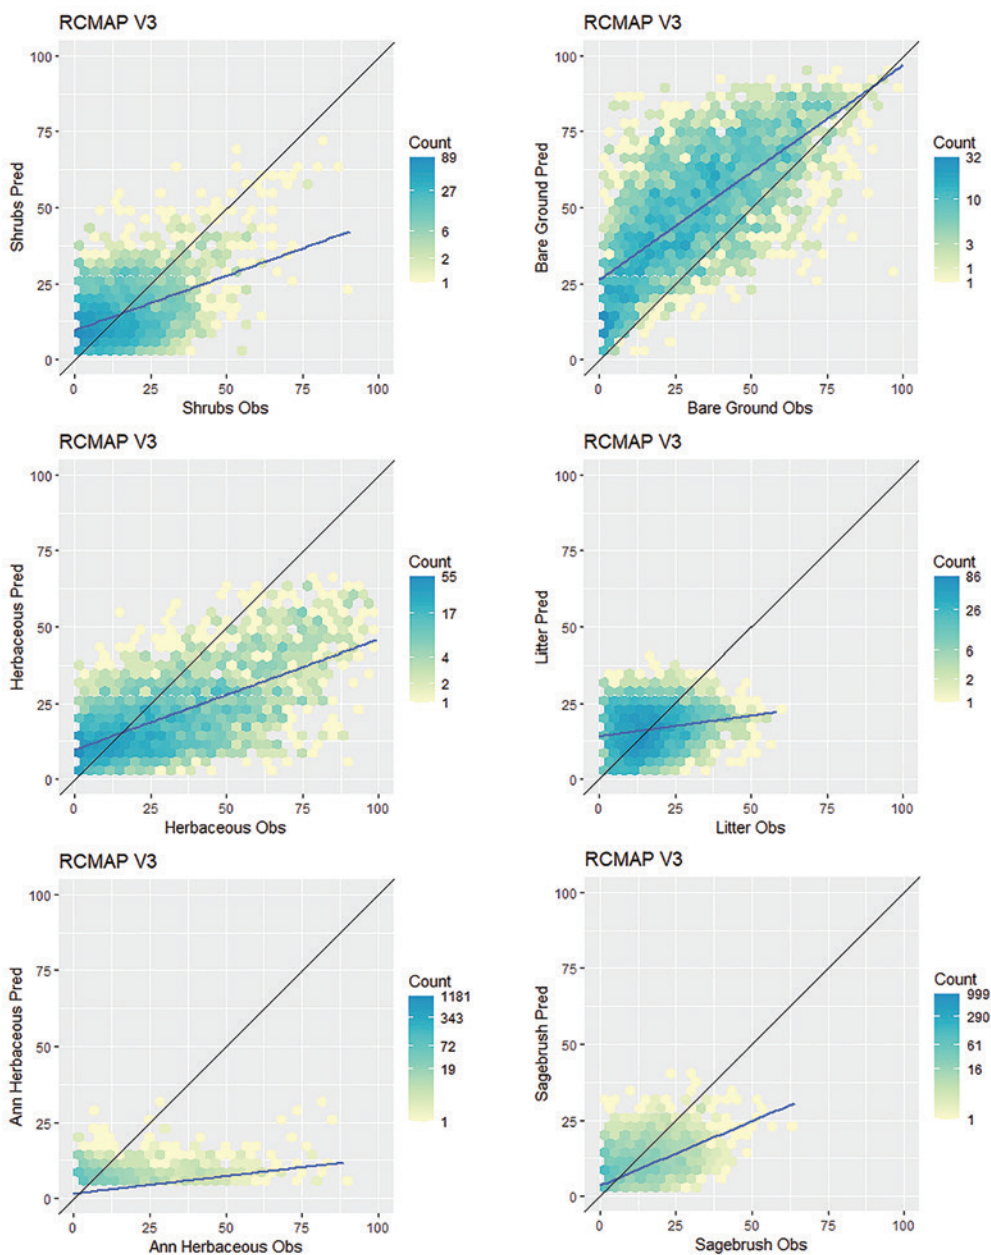 RCMAP V3
100
75
50
25
0
Shrubs Pred
0 25 50 75 100
Shrubs Obs
Count
89
27
6
2
1
RCMAP V3
100
75
50
25
0
Bare Ground Pred
0 25 50 75 100
Bare Ground Obs
Count
32
10
3
1
1
RCMAP V3
100
75
50
25
0
Herbaceous Pred
0 25 50 75 100
Herbaceous Obs
Count
55
17
4
2
1
RCMAP V3
100
75
50
25
0
Litter Pred
0 25 50 75 100
Litter Obs
Count
86
26
6
2
1
RCMAP V3
100
75
50
25
0
Ann Herbaceous Pred
0 25 50 75 100
Ann Herbaceous Obs
Count
1181
343
72
19
1
RCMAP V3
100
75
50
25
0
Sagebrush Pred
0 25 50 75 100
Sagebrush Obs
Count
999
290
61
16
1